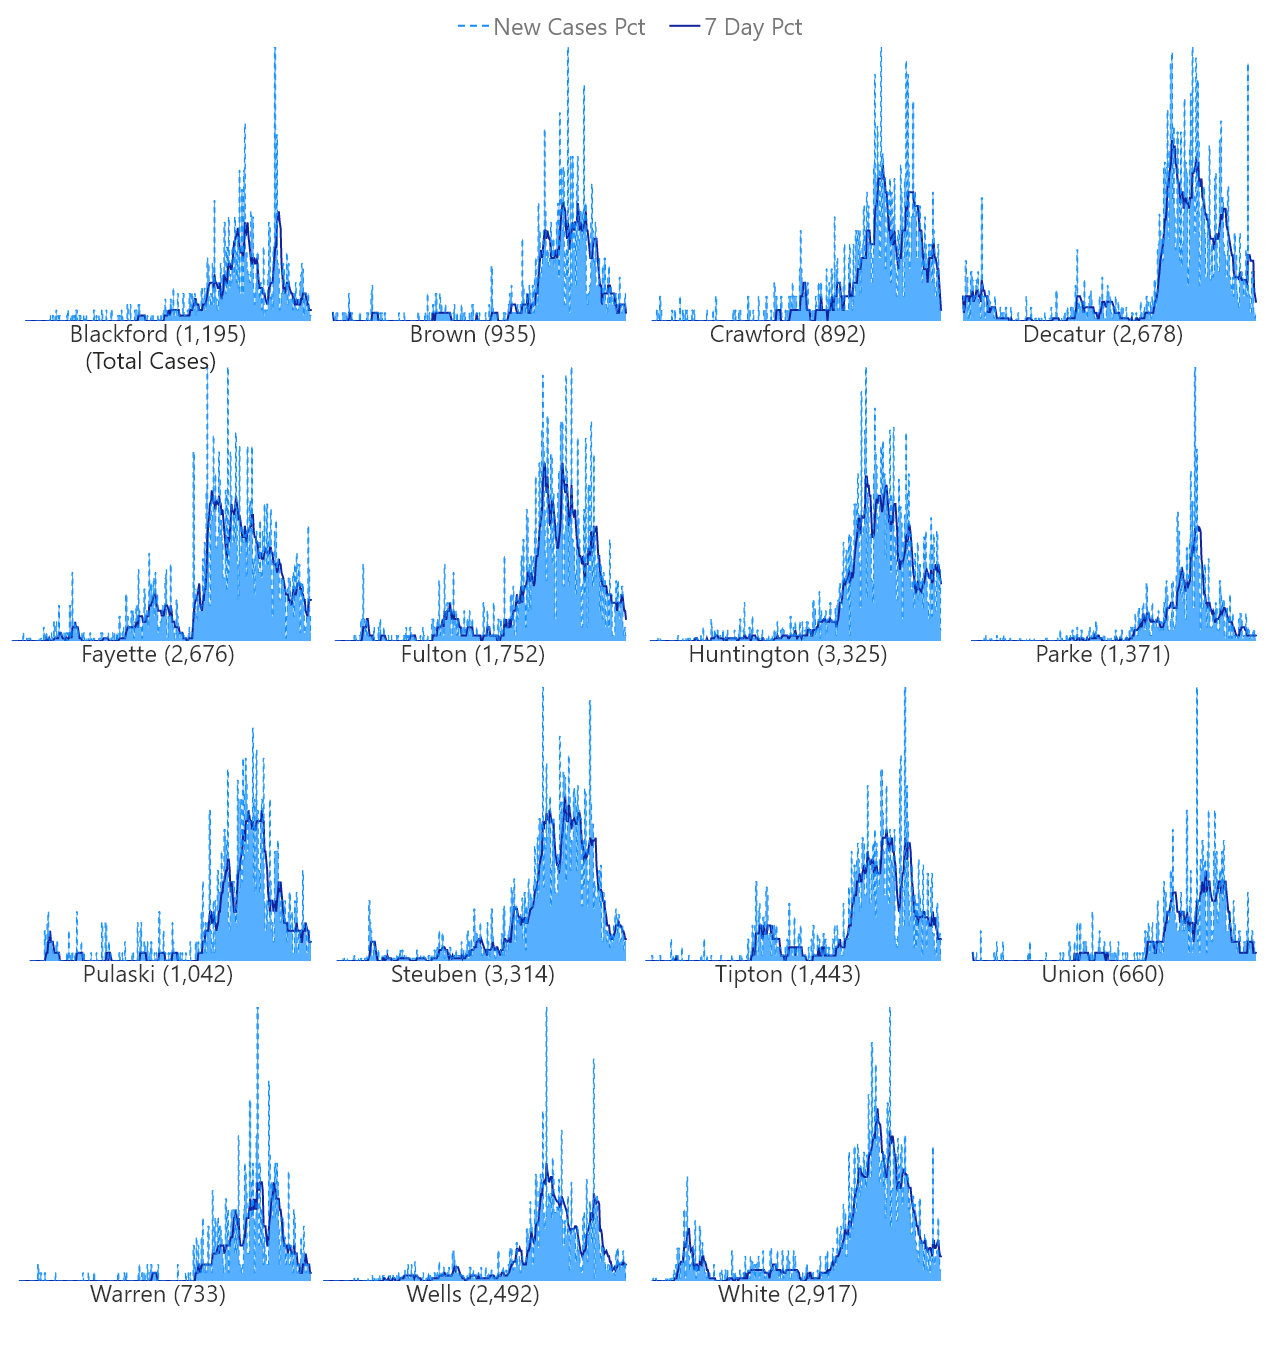 New Cases Pct 7 Day Pct
Blackford (1,195) Brown (935) Crawford (892) Decatur (2,678)
(Total Cases)
Fayette (2,676) Fulton (1,752) Huntington (3,325) Parke (1,371)
Pulaski (1,042) Steuben (3,314) Tipton (1,443) Union (660)
Warren (733) Wells (2,492) White (2,917)